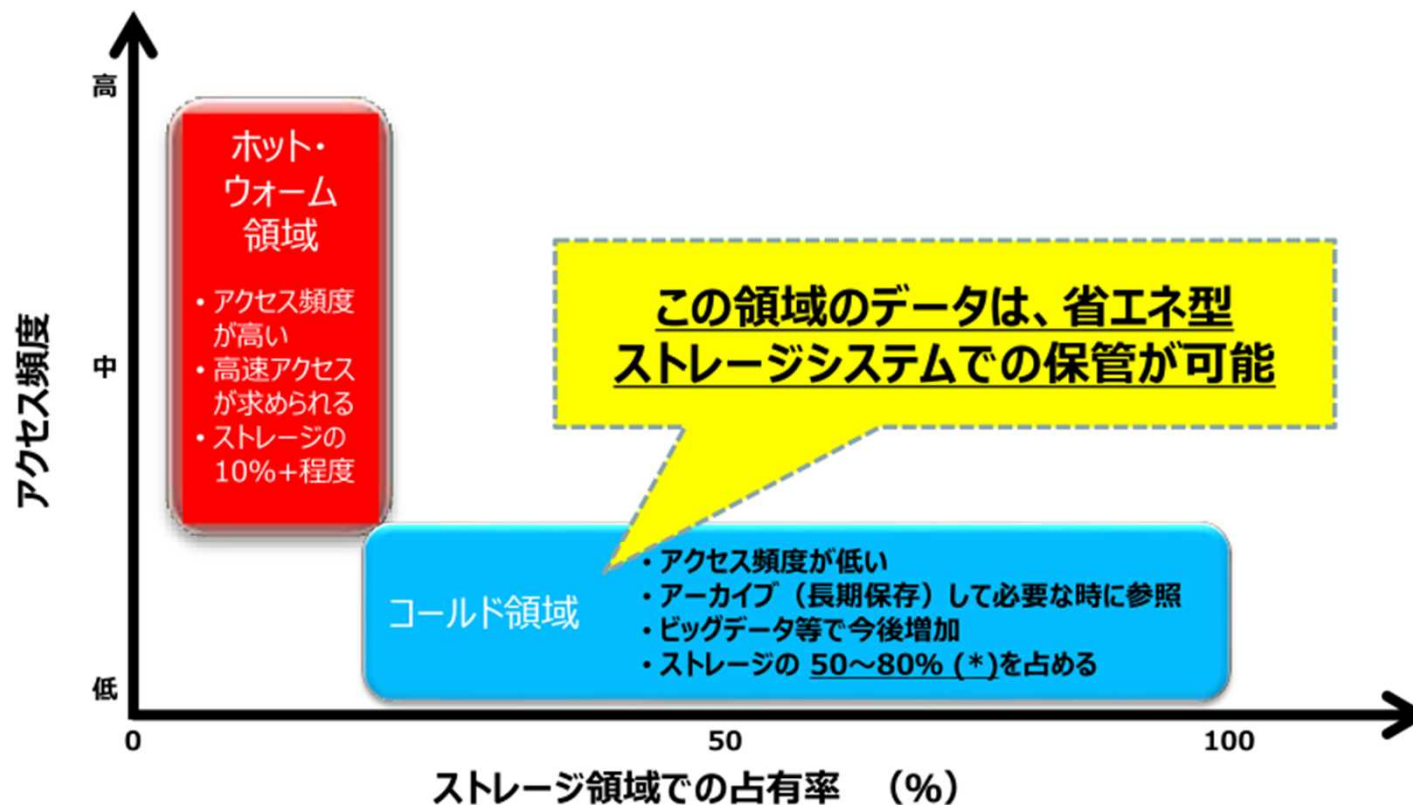 高
ホット・
ウォーム
領域
・アクセス頻度
が高い
・高速アクセス
が求められる
・ストレージの
10%+程度
この領域のデータは、省エネ型
ストレージシステムでの保管が可能
中
アクセス頻度
コールド領域
・アクセス頻度が低い
・アーカイブ（長期保存）して必要な時に参照
・ビッグデータ等で今後増加
・ストレージの 50～80% (*)を占める
低
0
50
100
ストレージ領域での占有率 （%）